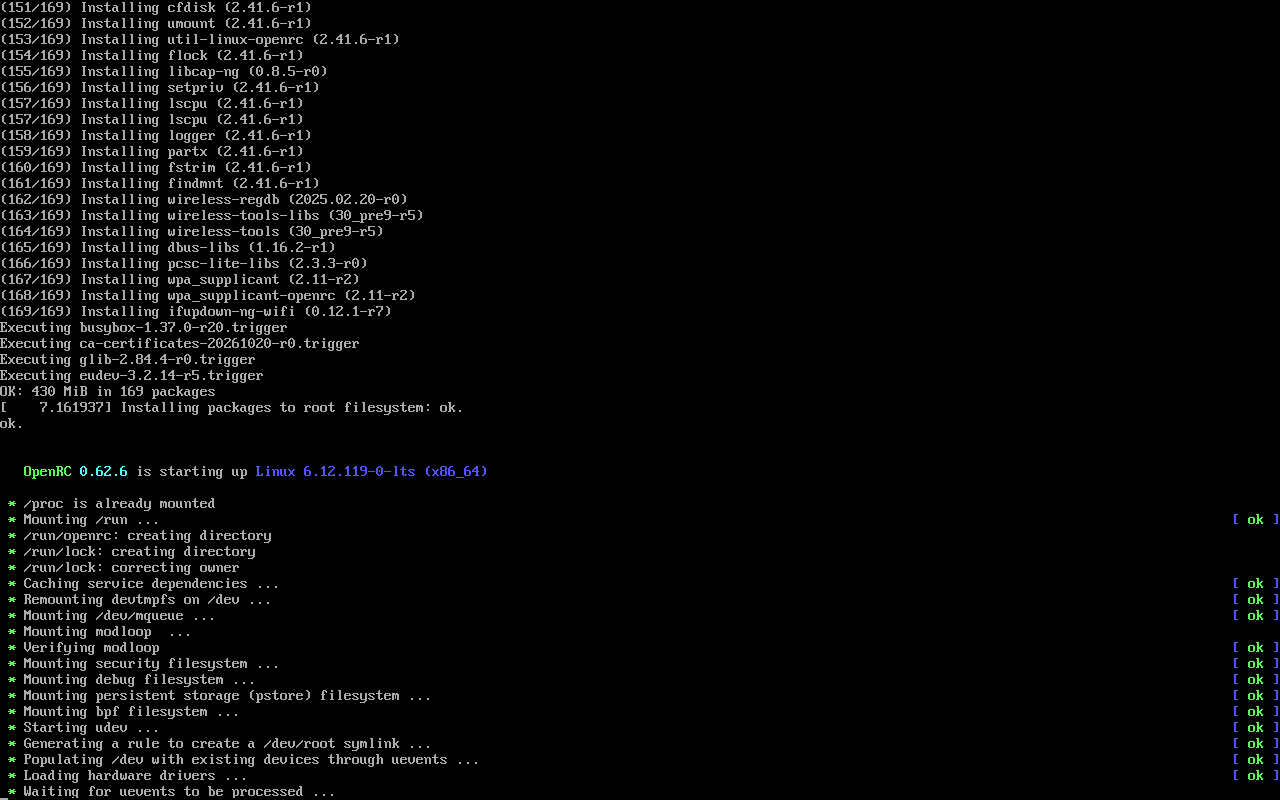 (151/169) Installing cfdisk (2.41.6-r1)
(152/169) Installing umount (2.41.6-r1)
(153/169) Installing util-linux-openrc (2.41.6-r1)
(154/169) Installing flock (2.41.6-r1)
(155/169) Installing libcap-ng (0.8.5-r0)
(156/169) Installing setpriv (2.41.6-r1)
(157/169) Installing lscpu (2.41.6-r1)
(157/169) Installing lscpu (2.41.6-r1)
(158/169) Installing logger (2.41.6-r1)
(159/169) Installing partx (2.41.6-r1)
(160/169) Installing fstrim (2.41.6-r1)
(161/169) Installing findmnt (2.41.6-r1)
(162/169) Installing wireless-regdb (2025.02.20-r0)
(163/169) Installing wireless-tools-libs (30_pre9-r5)
(164/169) Installing wireless-tools (30_pre9-r5)
(165/169) Installing dbus-libs (1.16.2-r1)
(166/169) Installing pcsc-lite-libs (2.3.3-r0)
(167/169) Installing wpa_supplicant (2.11-r2)
(168/169) Installing wpa_supplicant-openrc (2.11-r2)
(169/169) Installing ifupdown-ng-wifi (0.12.1-r7)
Executing busybox-1.37.0-r20.trigger
Executing ca-certificates-20261020-r0.trigger
Executing glib-2.84.4-r0.trigger
Executing eudev-3.2.14-r5.trigger
OK: 430 MiB in 169 packages
[    7.161937] Installing packages to root filesystem: ok.
ok.
OpenRC 0.62.6 is starting up Linux 6.12.119-0-lts (x86_64)
* /proc is already mounted
* Mounting /run ... [ ok ]
* /run/openrc: creating directory
* /run/lock: creating directory
* /run/lock: correcting owner
* Caching service dependencies ... [ ok ]
* Remounting devtmpfs on /dev ... [ ok ]
* Mounting /dev/mqueue ... [ ok ]
* Mounting modloop  ...
* Verifying modloop [ ok ]
* Mounting security filesystem ... [ ok ]
* Mounting debug filesystem ... [ ok ]
* Mounting persistent storage (pstore) filesystem ... [ ok ]
* Mounting bpf filesystem ... [ ok ]
* Starting udev ... [ ok ]
* Generating a rule to create a /dev/root symlink ... [ ok ]
* Populating /dev with existing devices through uevents ... [ ok ]
* Loading hardware drivers ... [ ok ]
* Waiting for uevents to be processed ...